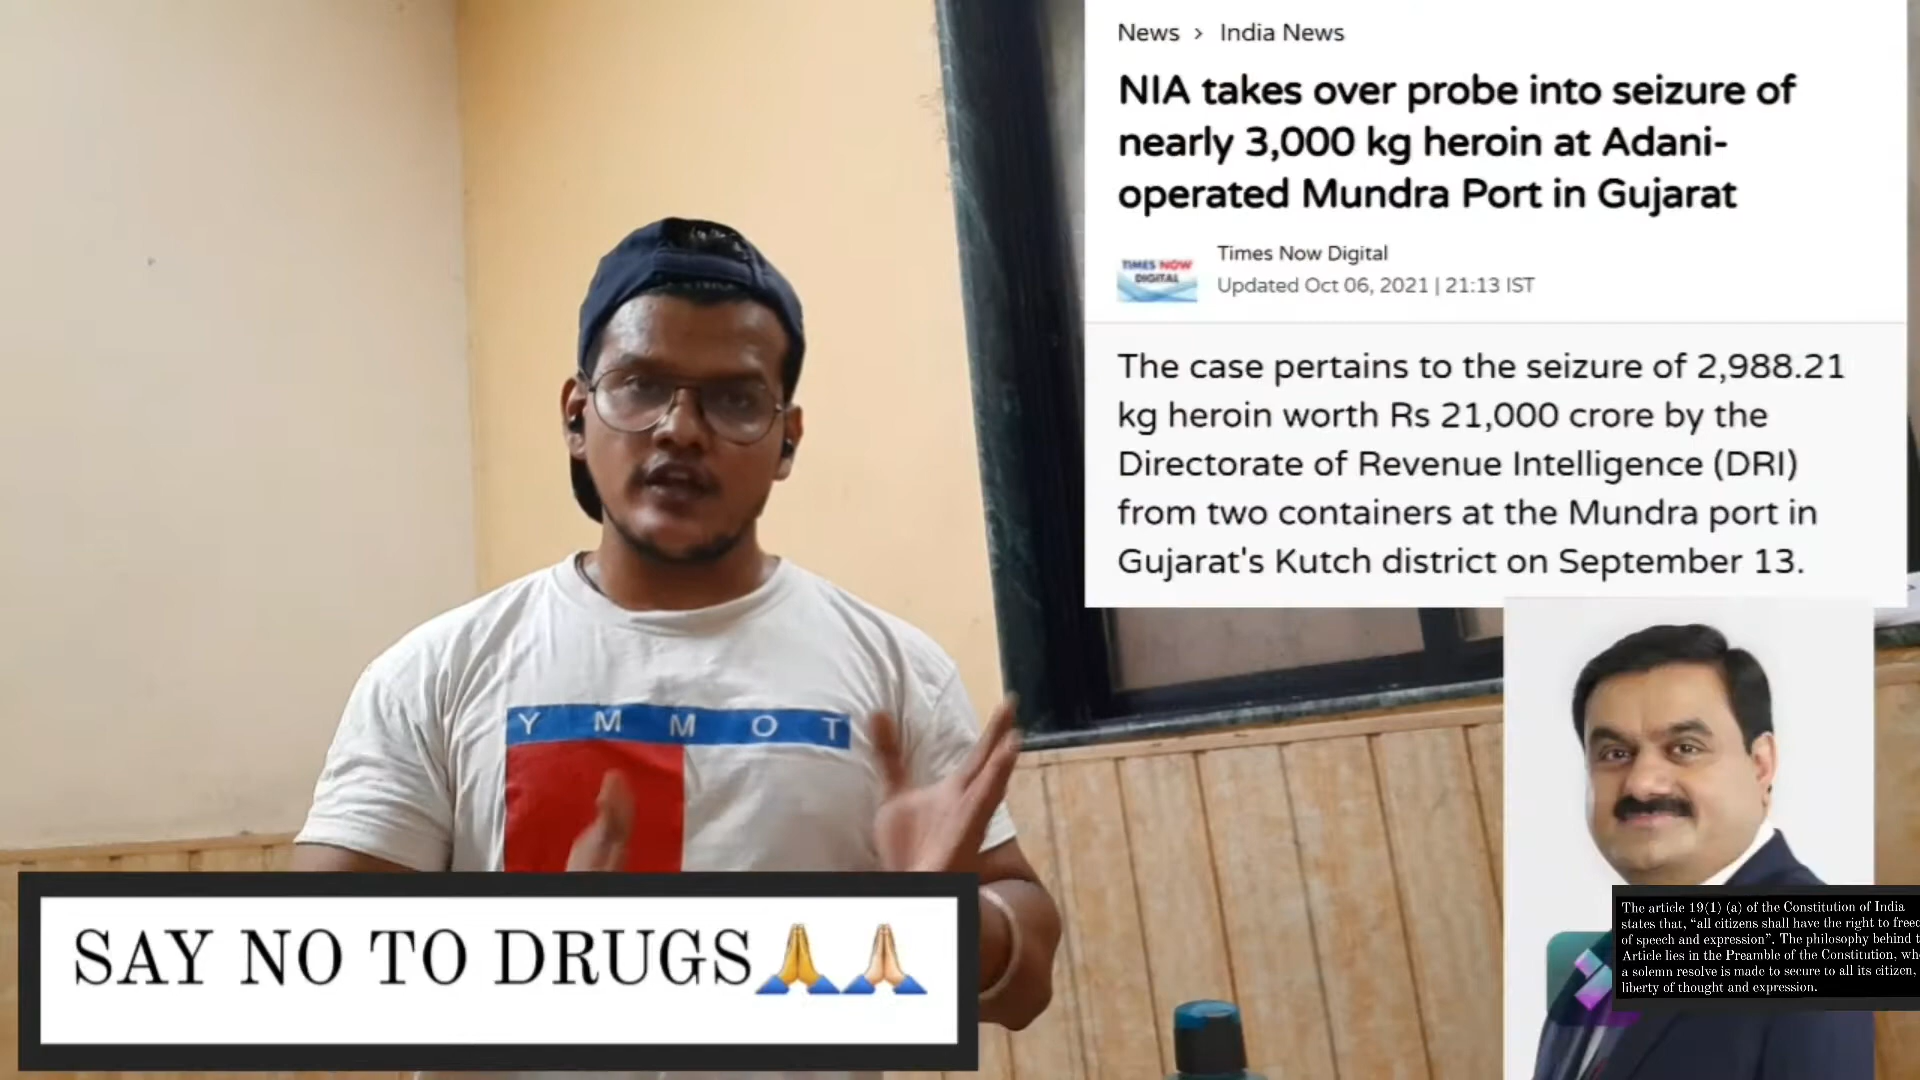 News > India News
NIA takes over probe into seizure of
nearly 3,000 kg heroin at Adani-
operated Mundra Port in Gujarat
TIMES NOW
DIGITAL
Times Now Digital
Updated Oct 06, 2021 | 21:13 IST
The case pertains to the seizure of 2,988.21
kg heroin worth Rs 21,000 crore by the
Directorate of Revenue Intelligence (DRI)
from two containers at the Mundra port in
Gujarat's Kutch district on September 13.
Y M M O T
SAY NO TO DRUGS🙏🙏🏻
The article 19(1) (a) of the Constitution of India
states that, “all citizens shall have the right to
of speech and expression”. The philosophy behind
Article lies in the Preamble of the Constitution,
a solemn resolve is made to secure to all its citizen,
liberty of thought and expression.